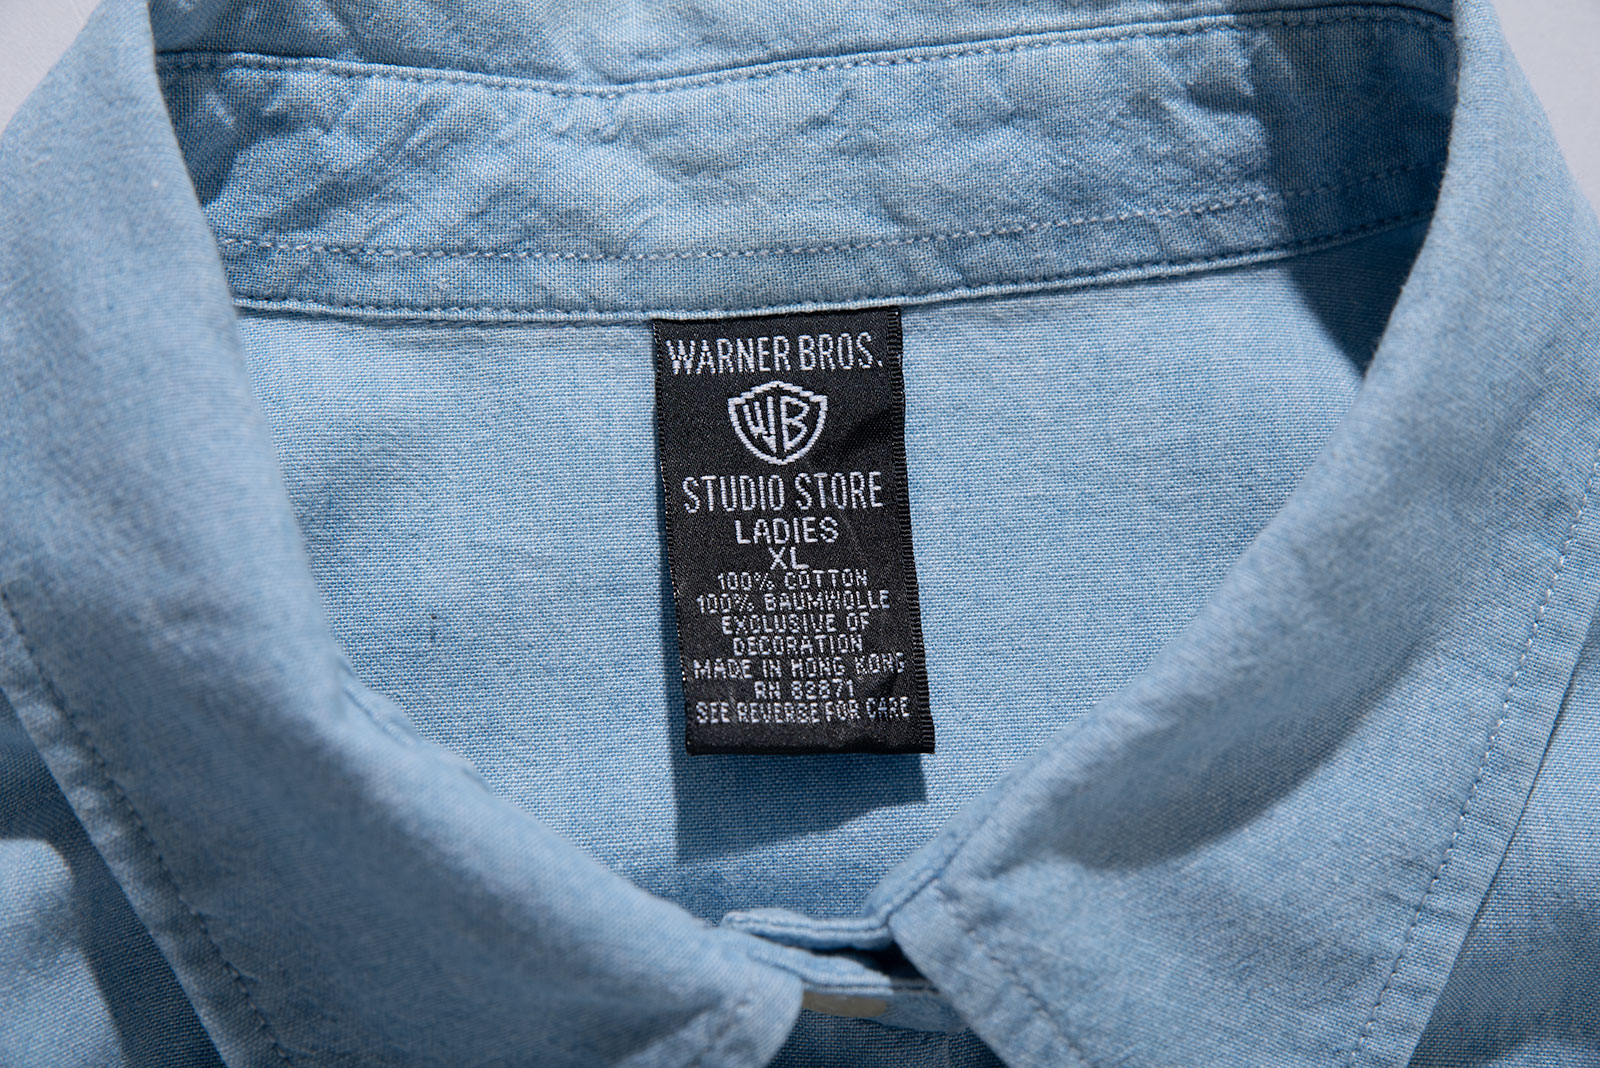 WARNER BROS.
WB
STUDIO STORE
LADIES
XL
100% COTTON
100% BAUMWOLLE
EXCLUSIVE OF
DECORATION
MADE IN HONG KONG
RN 82871
SEE REVERSE FOR CARE